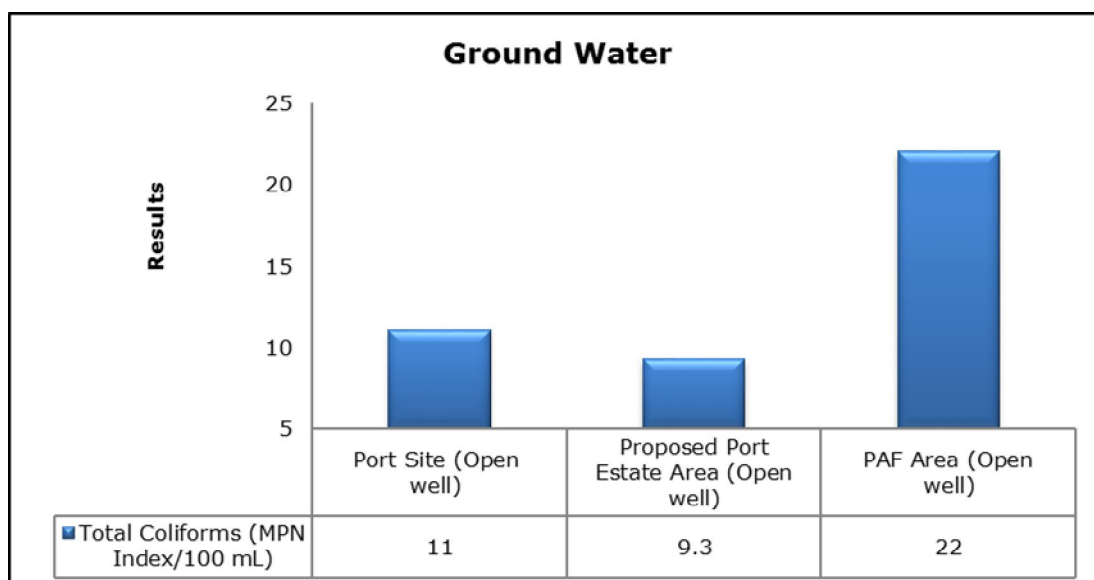 Ground Water
Results
25
20
15
10
5
Port Site (Open
well)
Proposed Port
Estate Area (Open
well)
PAF Area (Open
well)
Total Coliforms (MPN
Index/100 mL)
11
9.3
22